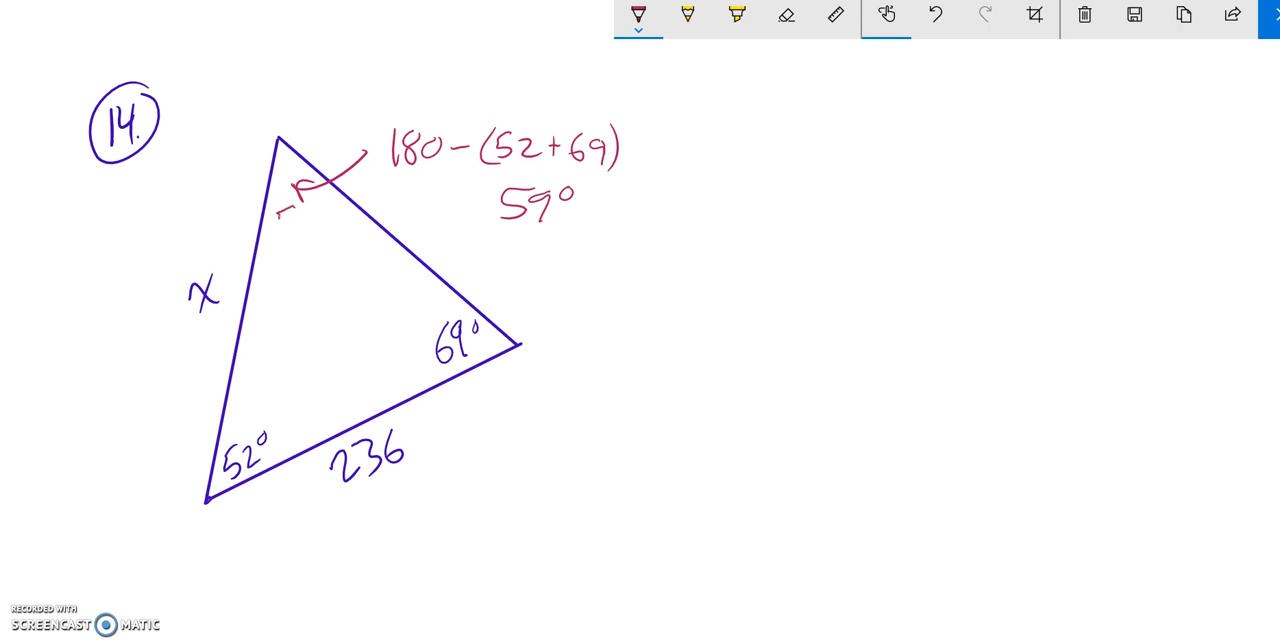 14.
180-(52+69)
59°
x
69°
52°
236
RECORDED WITH
SCREENCAST MATIC